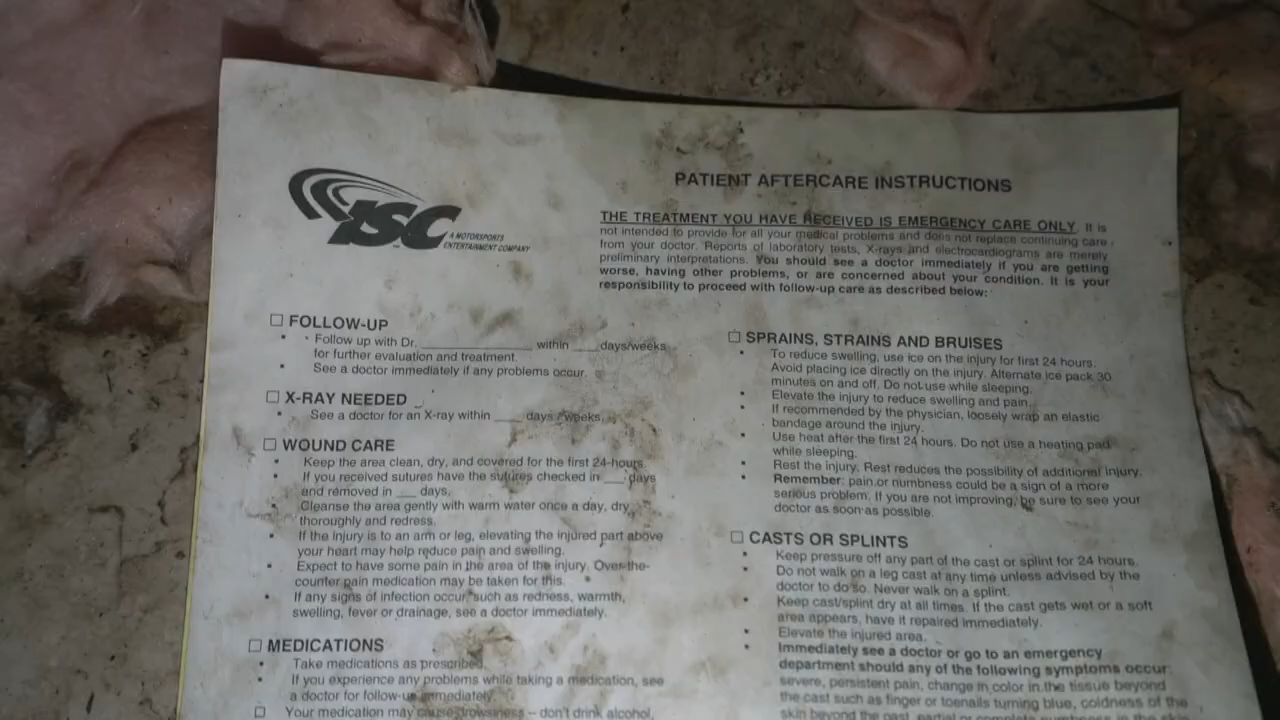 ISC
A MOTORSPORTS
ENTERTAINMENT COMPANY
PATIENT AFTERCARE INSTRUCTIONS
THE TREATMENT YOU HAVE RECEIVED IS EMERGENCY CARE ONLY. It is
not intended to provide for all your medical problems and does not replace continuing care
from your doctor. Reports of laboratory tests, X-rays and electrocardiograms are merely
preliminary interpretations. You should see a doctor immediately if you are getting
worse, having other problems, or are concerned about your condition. It is your
responsibility to proceed with follow-up care as described below:
☐ FOLLOW-UP
• Follow up with Dr. ________________ within ____days/weeks
for further evaluation and treatment.
• See a doctor immediately if any problems occur.
☐ X-RAY NEEDED
• See a doctor for an X-ray within ____ days / weeks
☐ WOUND CARE
• Keep the area clean, dry, and covered for the first 24-hours.
• If you received sutures have the sutures checked in ___ days
and removed in ___ days.
• Cleanse the area gently with warm water once a day, dry
thoroughly and redress.
• If the injury is to an arm or leg, elevating the injured part above
your heart may help reduce pain and swelling.
• Expect to have some pain in the area of the injury. Over-the-
counter pain medication may be taken for this.
• If any signs of infection occur, such as redness, warmth,
swelling, fever or drainage, see a doctor immediately.
☐ MEDICATIONS
• Take medications as prescribed.
• If you experience any problems while taking a medication, see
a doctor for follow-up immediately.
☐ Your medication may cause drowsiness – don't drink alcohol,
☐ SPRAINS, STRAINS AND BRUISES
• To reduce swelling, use ice on the injury for first 24 hours.
Avoid placing ice directly on the injury. Alternate ice pack 30
minutes on and off. Do not use while sleeping.
• Elevate the injury to reduce swelling and pain.
• If recommended by the physician, loosely wrap an elastic
bandage around the injury.
• Use heat after the first 24 hours. Do not use a heating pad
while sleeping.
• Rest the injury. Rest reduces the possibility of additional injury.
• Remember: pain or numbness could be a sign of a more
serious problem. If you are not improving, be sure to see your
doctor as soon as possible.
☐ CASTS OR SPLINTS
• Keep pressure off any part of the cast or splint for 24 hours.
• Do not walk on a leg cast at any time unless advised by the
doctor to do so. Never walk on a splint.
• Keep cast/splint dry at all times. If the cast gets wet or a soft
area appears, have it repaired immediately.
• Elevate the injured area.
• Immediately see a doctor or go to an emergency
department should any of the following symptoms occur:
severe, persistent pain, change in color in the tissue beyond
the cast such as finger or toenails turning blue, coldness of the
skin beyond the cast, partial or complete numbness in the